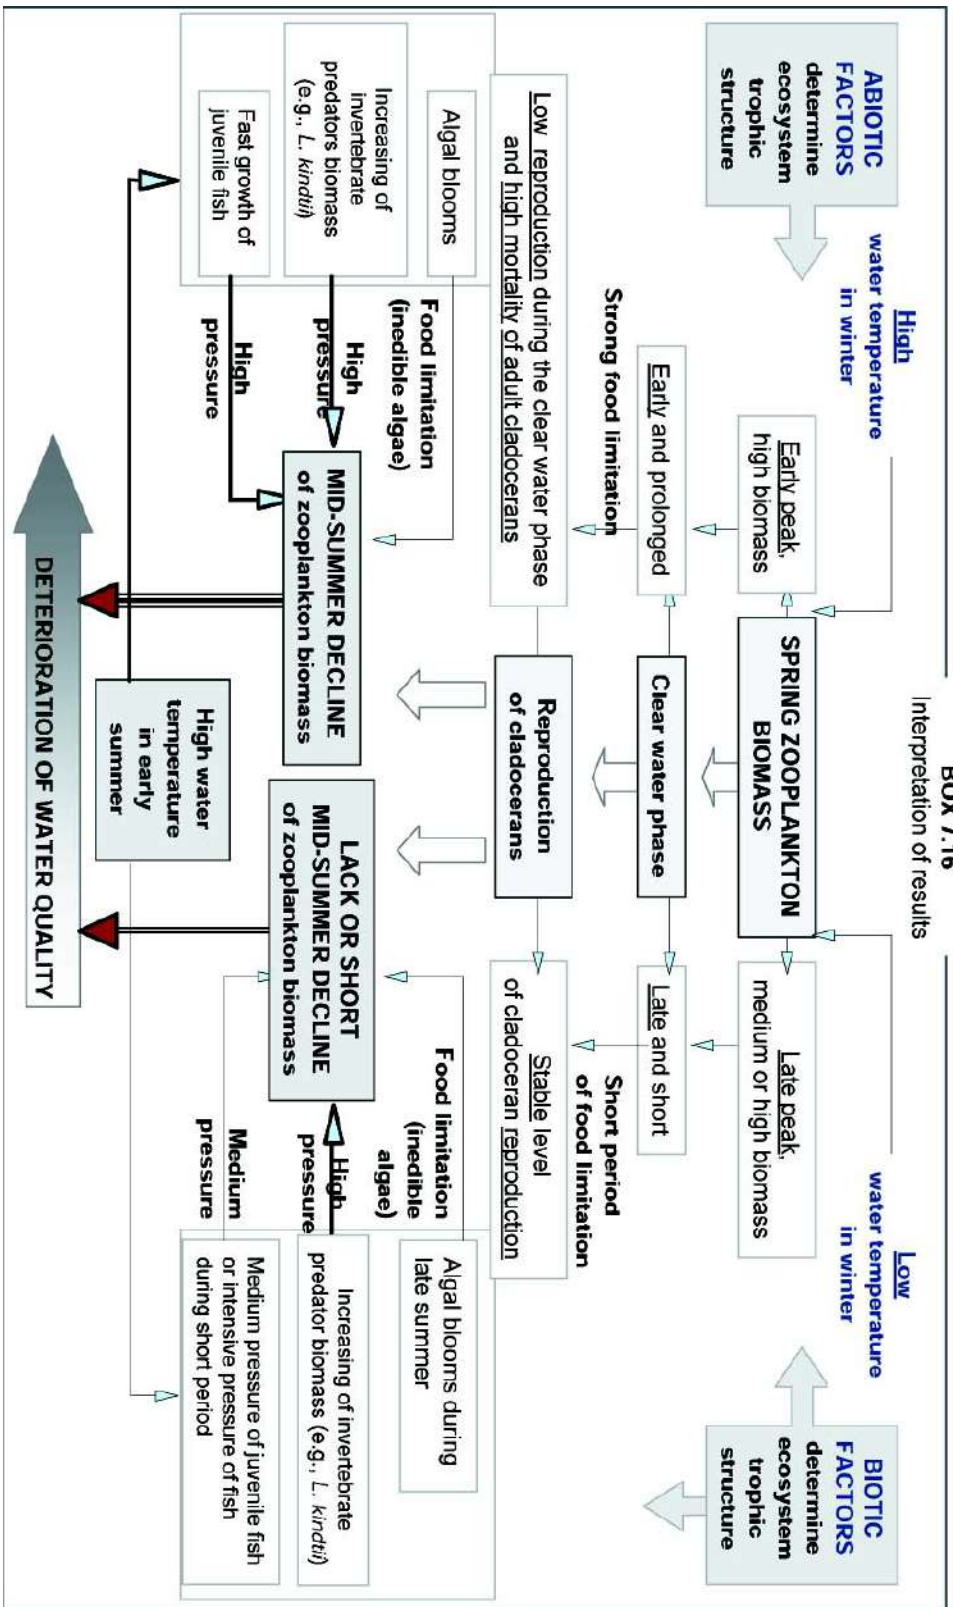 BOX 7.16
Interpretation of results
ABIOTIC
FACTORS
determine
ecosystem
trophic
structure
High
water temperature
in winter
Low
water temperature
in winter
BIOTIC
FACTORS
determine
ecosystem
trophic
structure
Early peak,
high biomass
SPRING ZOOPLANKTON
BIOMASS
Late peak,
medium or high biomass
Early and prolonged
Clear water phase
Late and short
Strong food limitation
Short period
of food limitation
Low reproduction during the clear water phase
and high mortality of adult cladocerans
Reproduction
of cladocerans
Stable level
of cladoceran reproduction
Algal blooms
Food limitation
(inedible algae)
Food limitation
(inedible
algae)
Algal blooms during
late summer
Increasing of
invertebrate
predators biomass
(e.g., L. kindtii)
High
pressure
MID-SUMMER DECLINE
of zooplankton biomass
LACK OR SHORT
MID-SUMMER DECLINE
of zooplankton biomass
High
pressure
Increasing of invertebrate
predator biomass (e.g., L. kindtii)
Fast growth of
juvenile fish
High
pressure
Medium
pressure
Medium pressure of juvenile fish
or intensive pressure of fish
during short period
High water
temperature
in early
summer
DETERIORATION OF WATER QUALITY